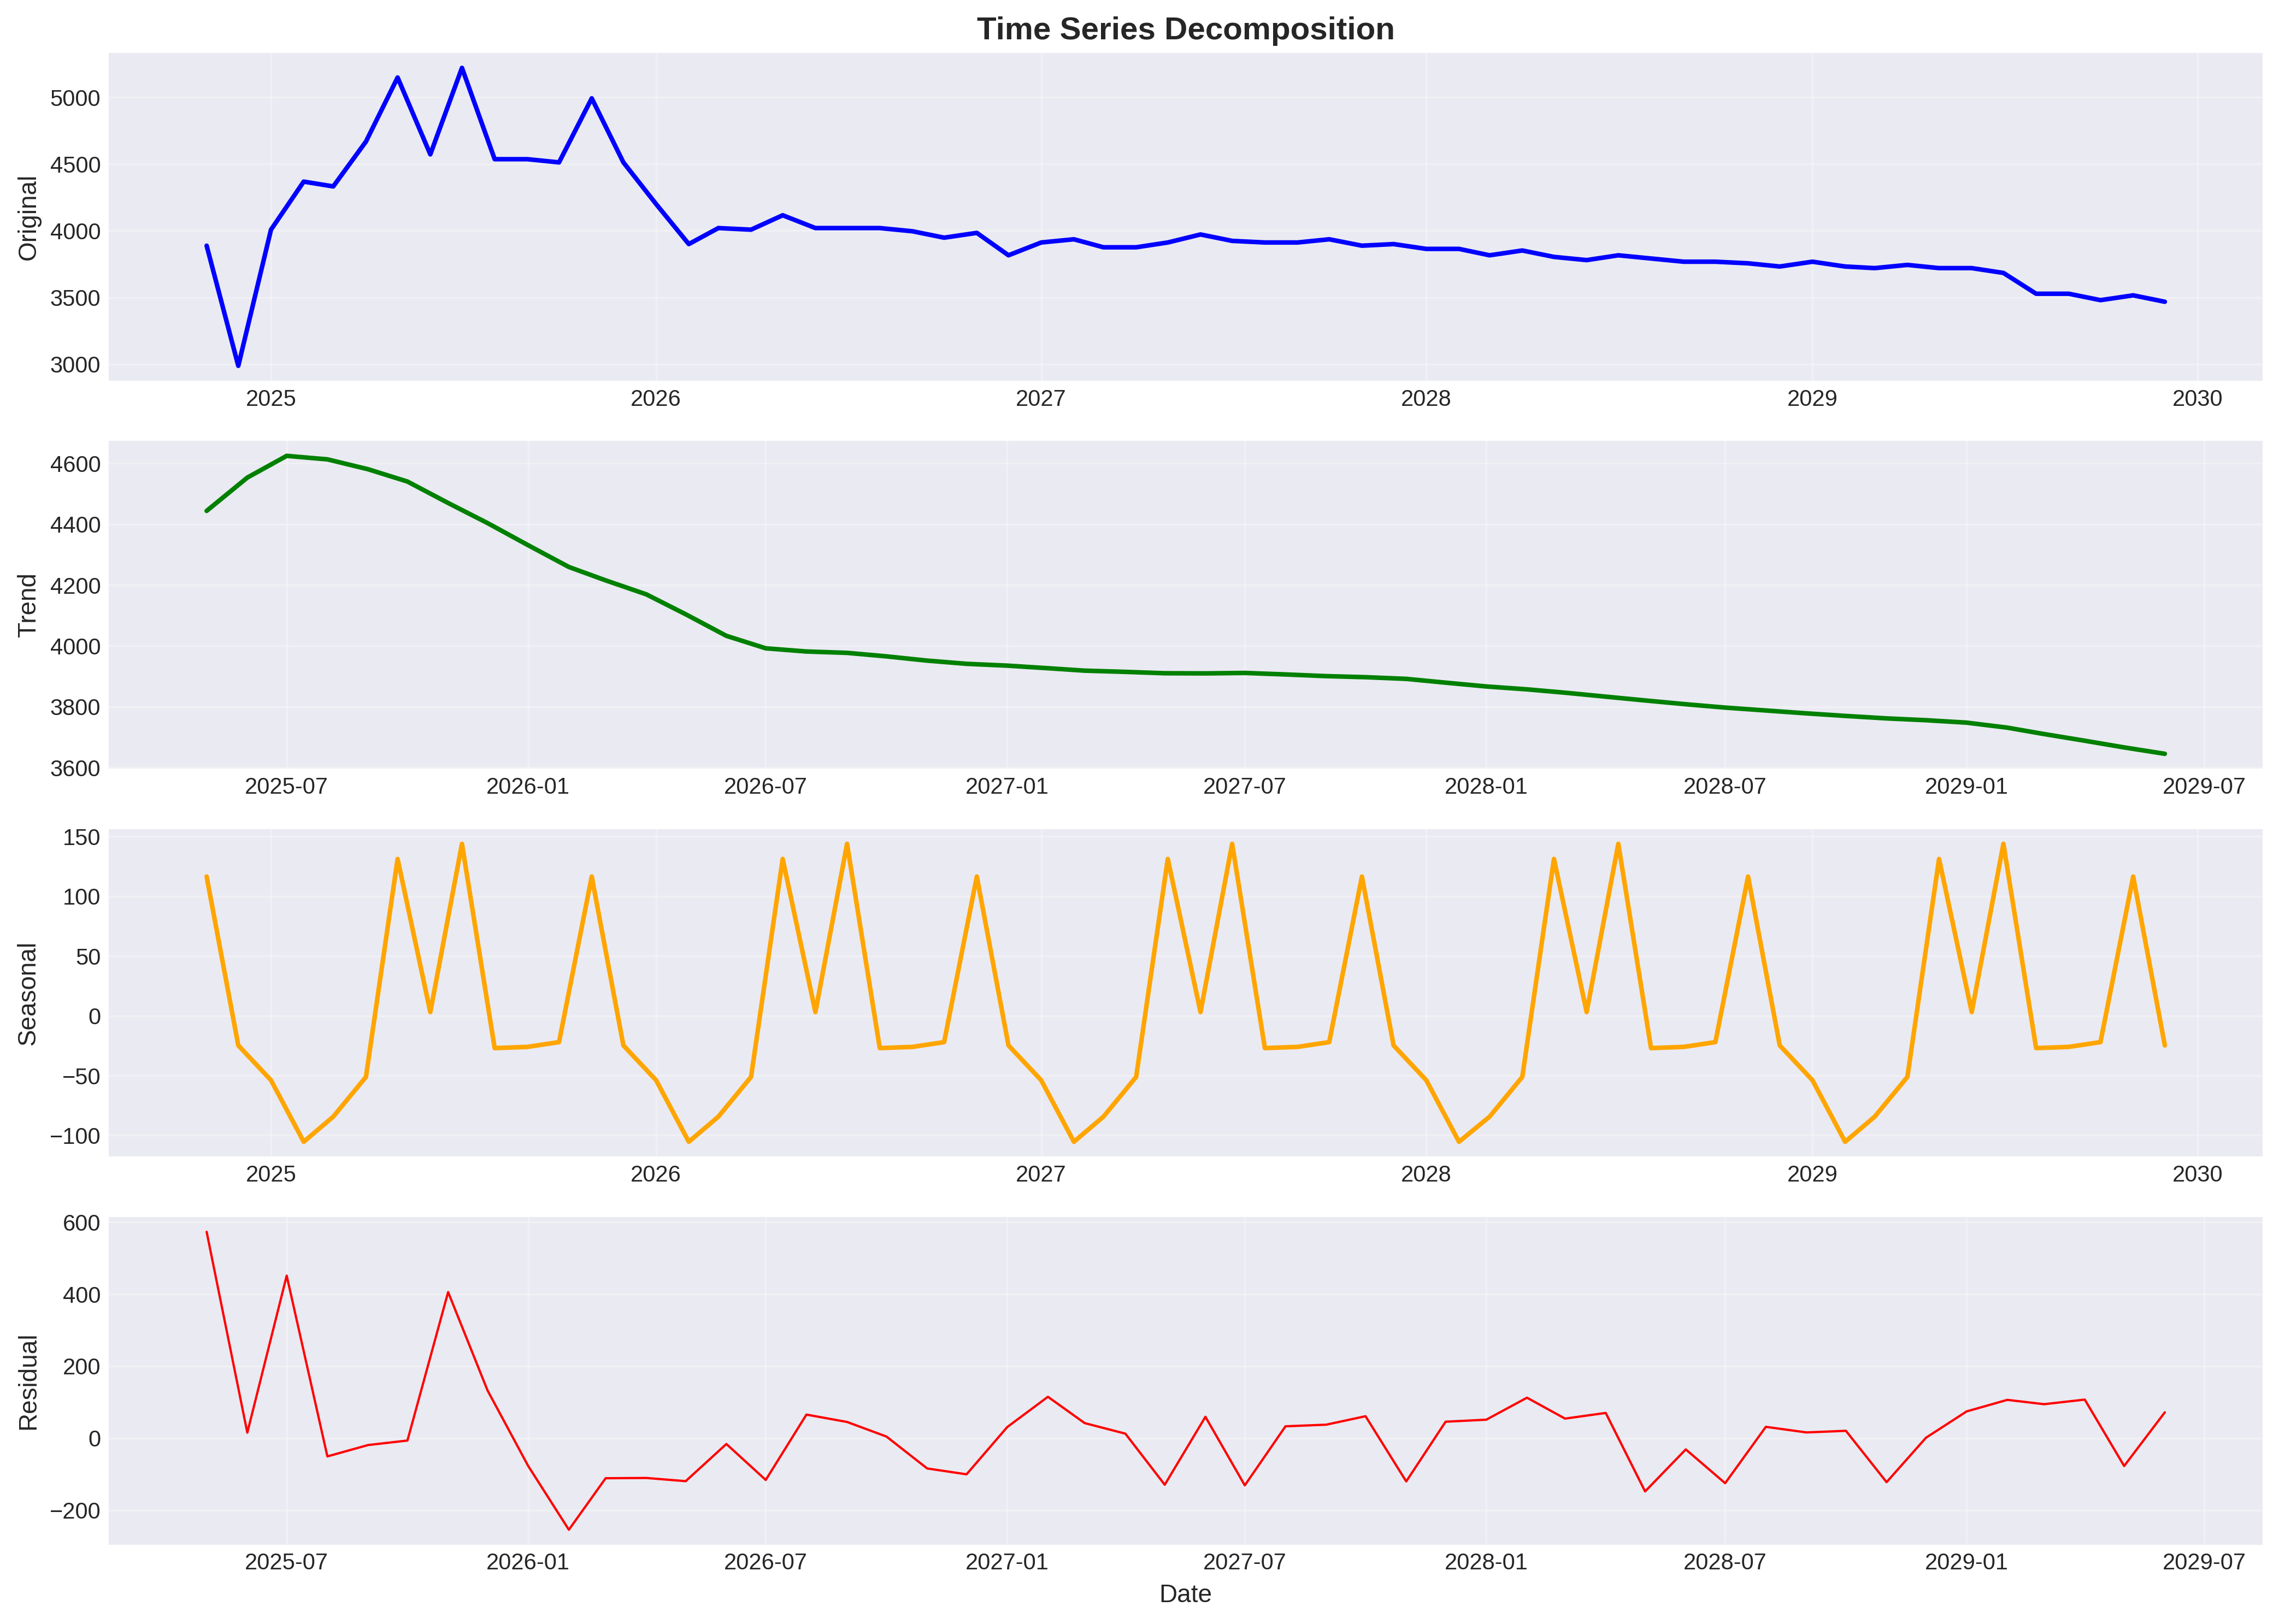 Time Series Decomposition
Original
5000
4500
4000
3500
3000
2025 2026 2027 2028 2029 2030
Trend
4600
4400
4200
4000
3800
3600
2025-07 2026-01 2026-07 2027-01 2027-07 2028-01 2028-07 2029-01 2029-07
Seasonal
150
100
50
0
−50
−100
2025 2026 2027 2028 2029 2030
Residual
600
400
200
0
−200
2025-07 2026-01 2026-07 2027-01 2027-07 2028-01 2028-07 2029-01 2029-07
Date